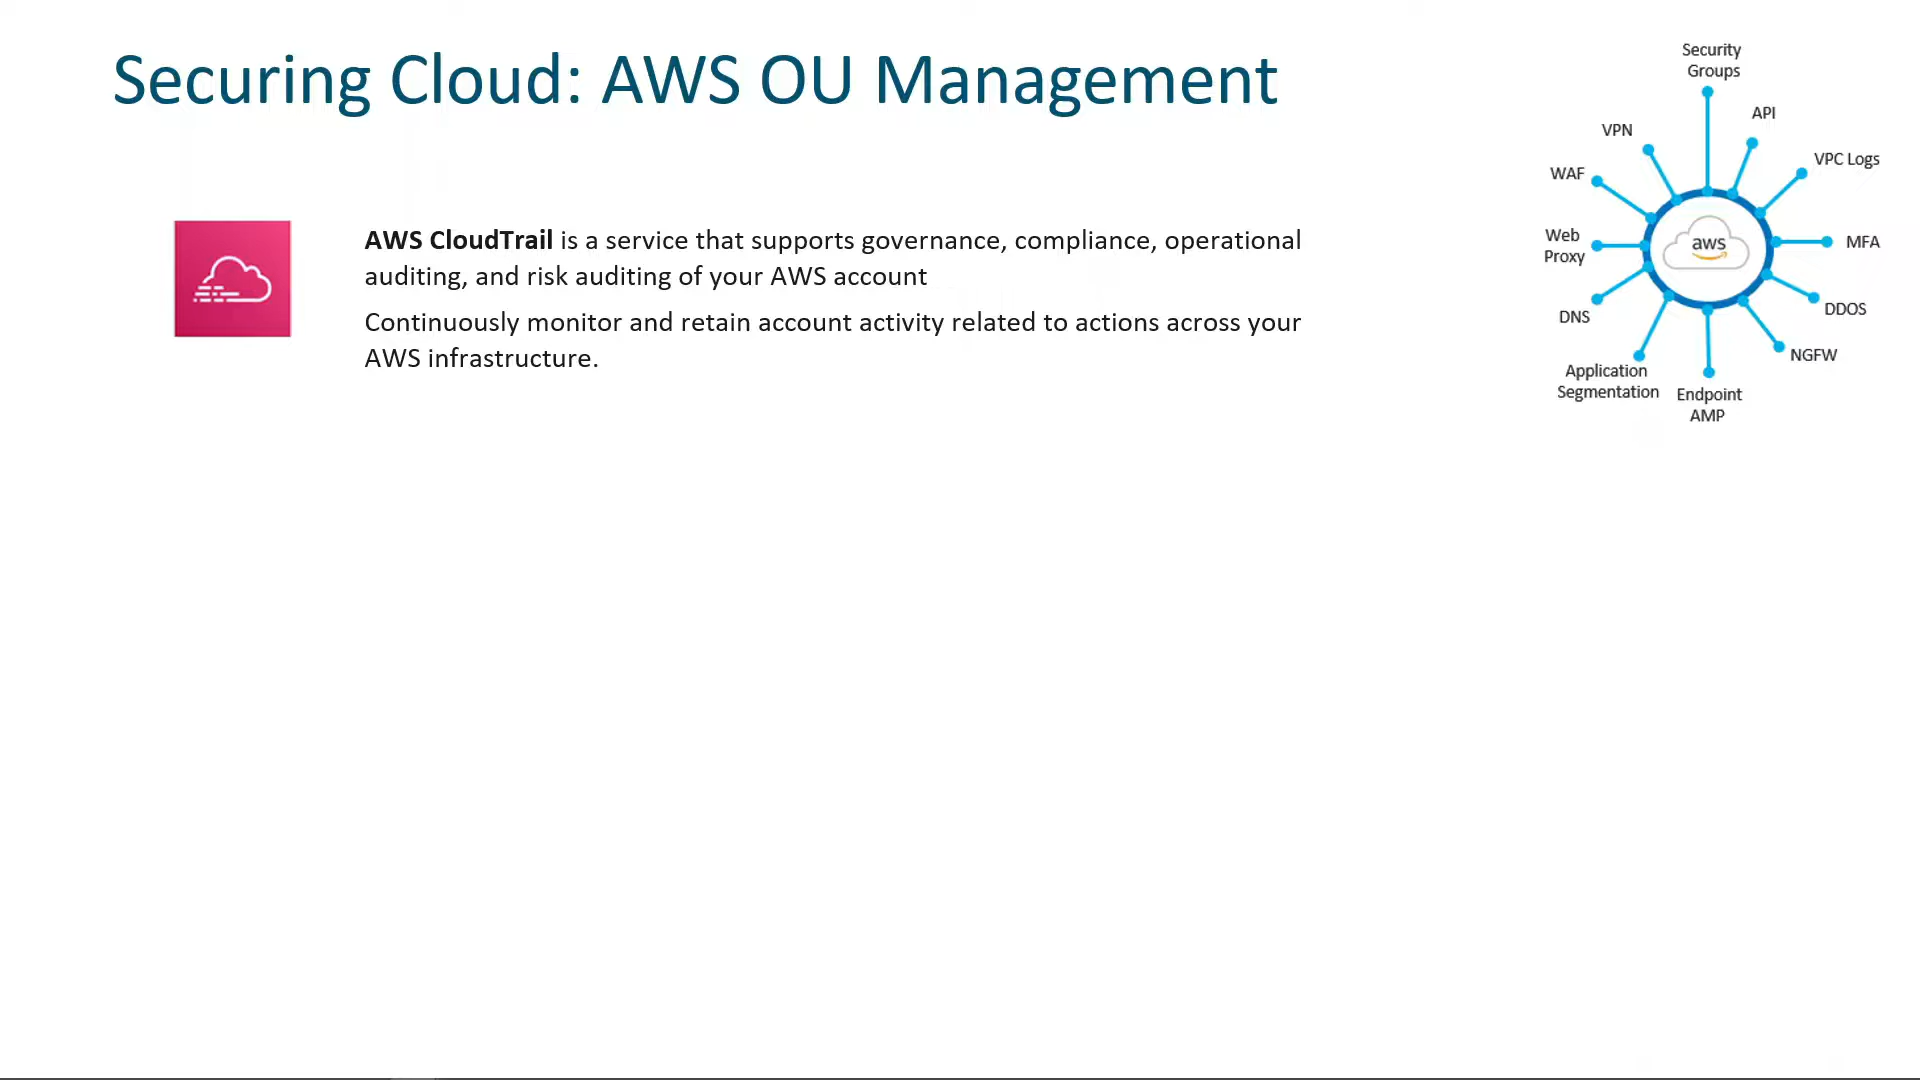 Securing Cloud: AWS OU Management
AWS CloudTrail is a service that supports governance, compliance, operational
auditing, and risk auditing of your AWS account
Continuously monitor and retain account activity related to actions across your
AWS infrastructure.
Security
Groups
API
VPN
VPC Logs
WAF
Web
Proxy
aws
MFA
DNS
DDOS
NGFW
Application
Segmentation
Endpoint
AMP